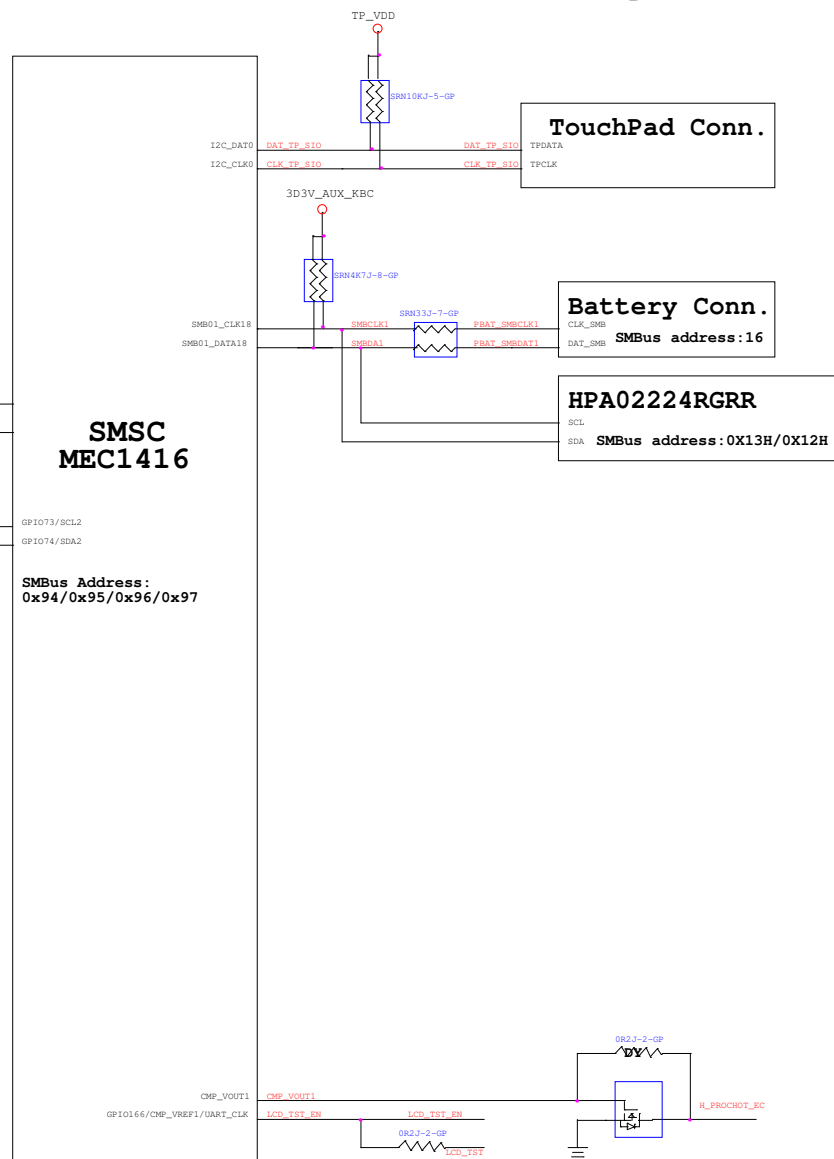 TP_VDD
SRN10KJ-5-GP
TouchPad Conn.
I2C_DAT0 DAT_TP_SIO DAT_TP_SIO TPDATA
I2C_CLK0 CLK_TP_SIO CLK_TP_SIO TPCLK
3D3V_AUX_KBC
SRN4K7J-8-GP
SRN33J-7-GP
Battery Conn.
SMB01_CLK18 SMBCLK1 PBAT_SMBCLK1 CLK_SMB
SMBus address:16
SMB01_DATA18 SMBDA1 PBAT_SMBDAT1 DAT_SMB
HPA02224RGRR
SCL
SDA SMBus address:0X13H/0X12H
SMSC
MEC1416
GPIO73/SCL2
GPIO74/SDA2
SMBus Address:
0x94/0x95/0x96/0x97
0R2J-2-GP
DY
CMP_VOUT1 CMP_VOUT1
H_PROCHOT_EC
GPIO166/CMP_VREF1/UART_CLK LCD_TST_EN LCD_TST_EN
0R2J-2-GP
LCD_TST